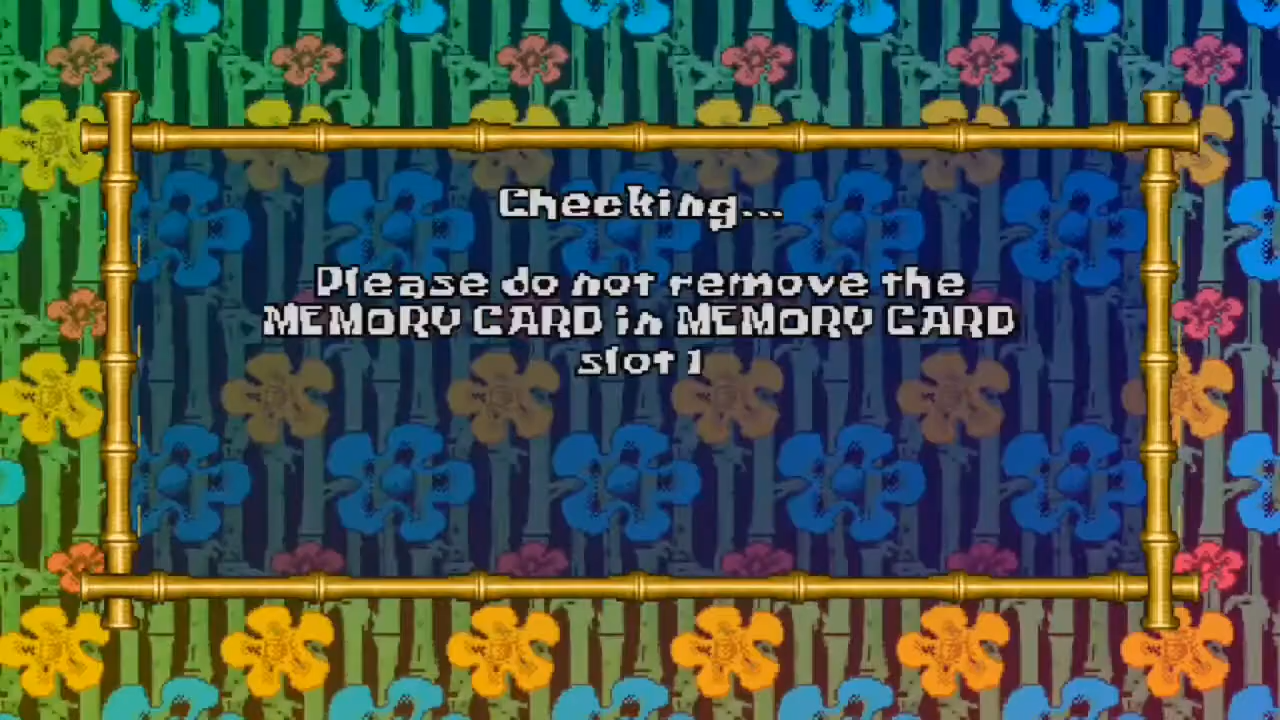 Checking...
Please do not remove the
MEMORY CARD in MEMORY CARD
slot 1